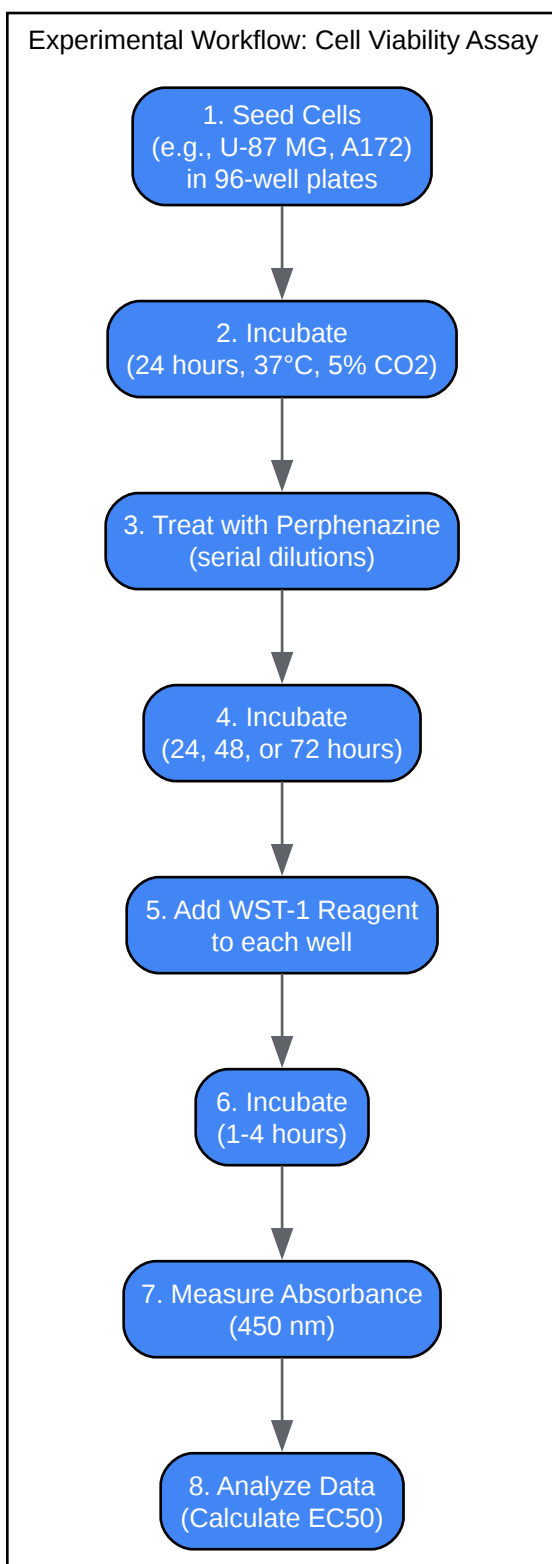 Experimental Workflow: Cell Viability Assay
1. Seed Cells
(e.g., U-87 MG, A172)
in 96-well plates
2. Incubate
(24 hours, 37°C, 5% CO2)
3. Treat with Perphenazine
(serial dilutions)
4. Incubate
(24, 48, or 72 hours)
5. Add WST-1 Reagent
to each well
6. Incubate
(1-4 hours)
7. Measure Absorbance
(450 nm)
8. Analyze Data
(Calculate EC50)